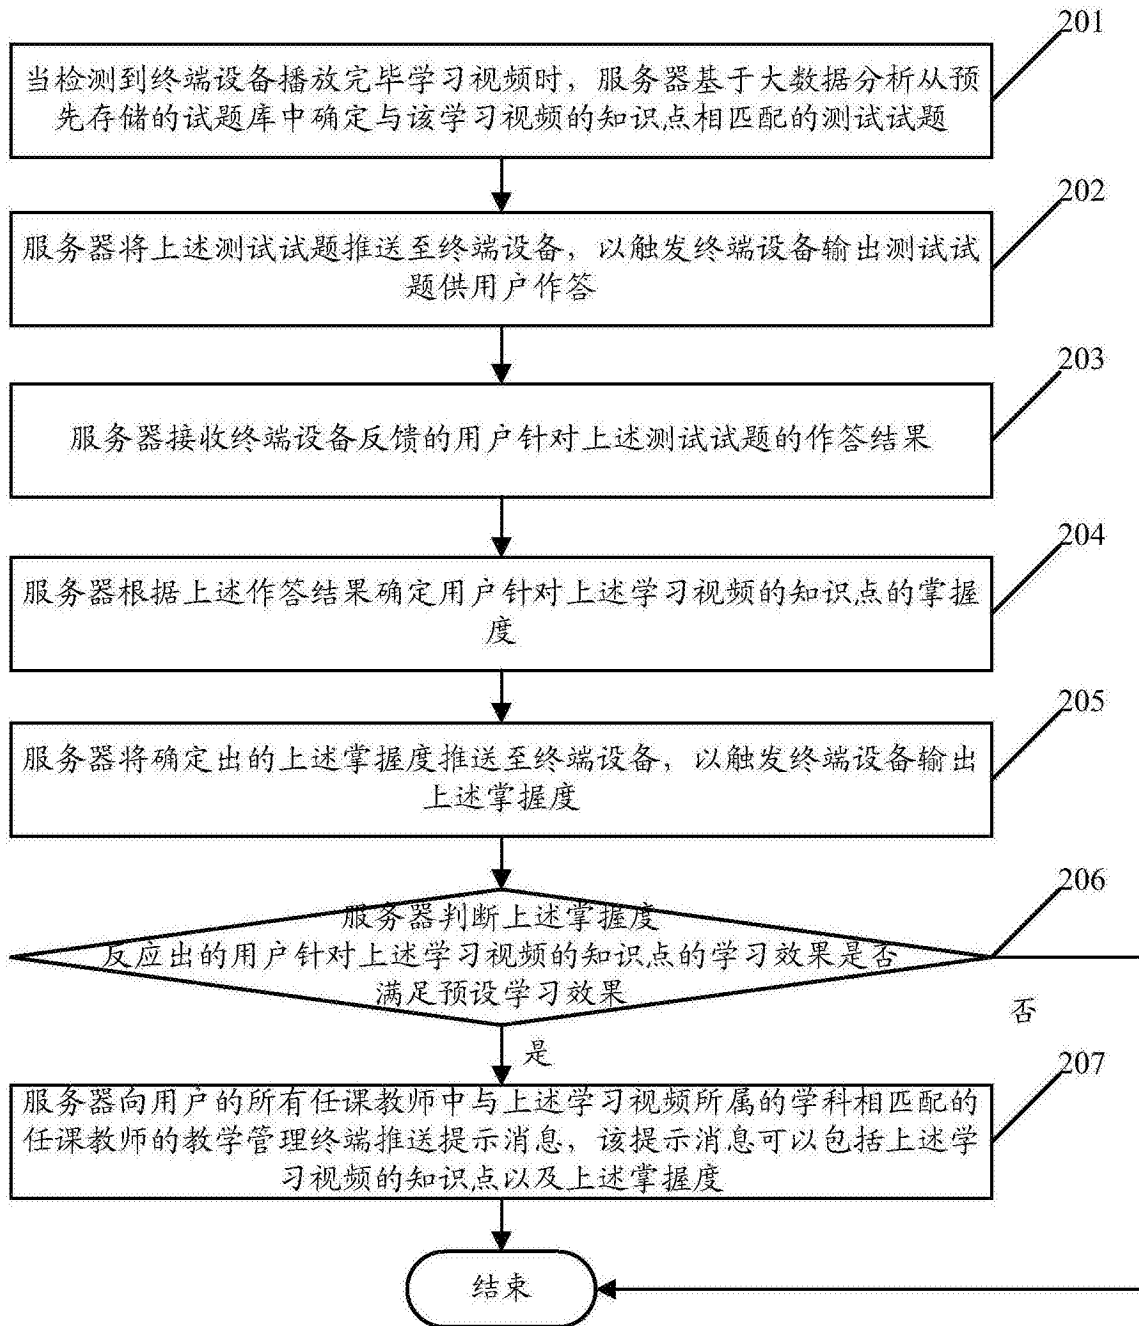 201
当检测到终端设备播放完毕学习视频时，服务器基于大数据分析从预
先存储的试题库中确定与该学习视频的知识点相匹配的测试试题
202
服务器将上述测试试题推送至终端设备，以触发终端设备输出测试试
题供用户作答
203
服务器接收终端设备反馈的用户针对上述测试试题的作答结果
204
服务器根据上述作答结果确定用户针对上述学习视频的知识点的掌握
度
205
服务器将确定出的上述掌握度推送至终端设备，以触发终端设备输出
上述掌握度
206
服务器判断上述掌握度
反应出的用户针对上述学习视频的知识点的学习效果是否
满足预设学习效果
否
是
207
服务器向用户的所有任课教师中与上述学习视频所属的学科相匹配的
任课教师的教学管理终端推送提示消息，该提示消息可以包括上述学
习视频的知识点以及上述掌握度
结束